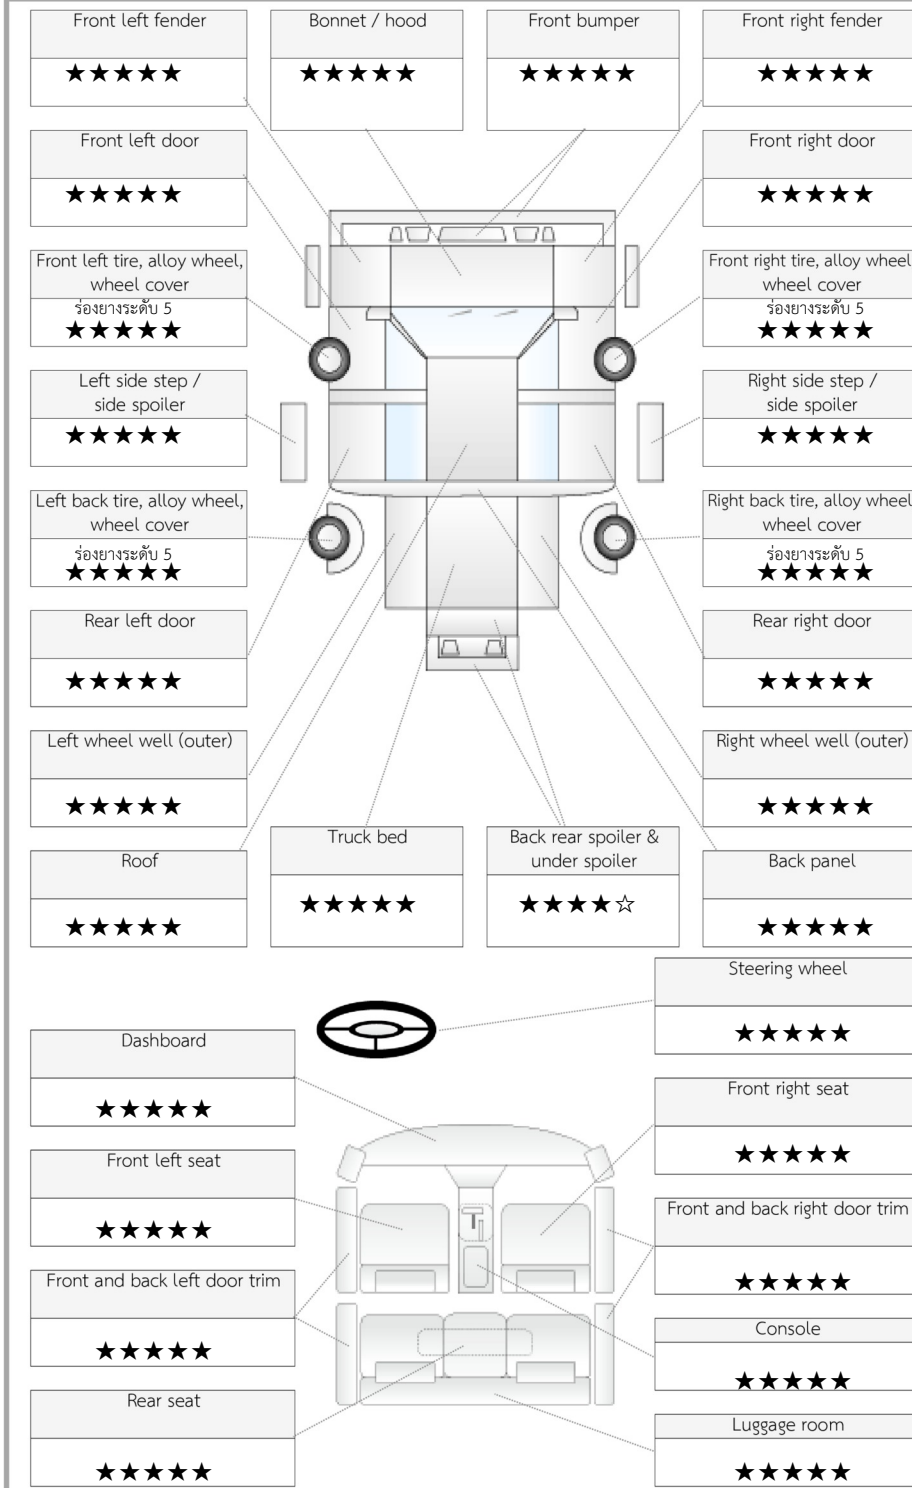 Front left fender
★★★★★
Bonnet / hood
★★★★★
Front bumper
★★★★★
Front right fender
★★★★★
Front left door
★★★★★
Front right door
★★★★★
Front left tire, alloy wheel,
wheel cover
ร่องยางระดับ 5
★★★★★
Front right tire, alloy wheel
wheel cover
ร่องยางระดับ 5
★★★★★
Left side step /
side spoiler
★★★★★
Right side step /
side spoiler
★★★★★
Left back tire, alloy wheel,
wheel cover
ร่องยางระดับ 5
★★★★★
Right back tire, alloy wheel
wheel cover
ร่องยางระดับ 5
★★★★★
Rear left door
★★★★★
Rear right door
★★★★★
Left wheel well (outer)
★★★★★
Right wheel well (outer)
★★★★★
Roof
★★★★★
Truck bed
★★★★★
Back rear spoiler &
under spoiler
★★★★☆
Back panel
★★★★★
Steering wheel
★★★★★
Dashboard
★★★★★
Front right seat
★★★★★
Front left seat
★★★★★
Front and back right door trim
★★★★★
Front and back left door trim
★★★★★
Console
★★★★★
Rear seat
★★★★★
Luggage room
★★★★★